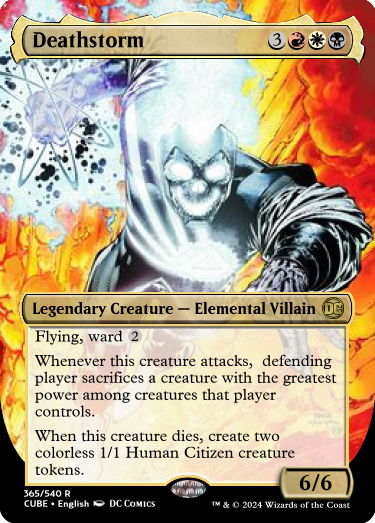 Deathstorm 3
Legendary Creature — Elemental Villain DC
Flying, ward 2
Whenever this creature attacks,  defending
player sacrifices a creature with the greatest
power among creatures that player
controls.
When this creature dies, create two
colorless 1/1 Human Citizen creature
tokens.
6/6
365/540 R
CUBE • English DC COMICS
™ & © 2024 Wizards of the Coast